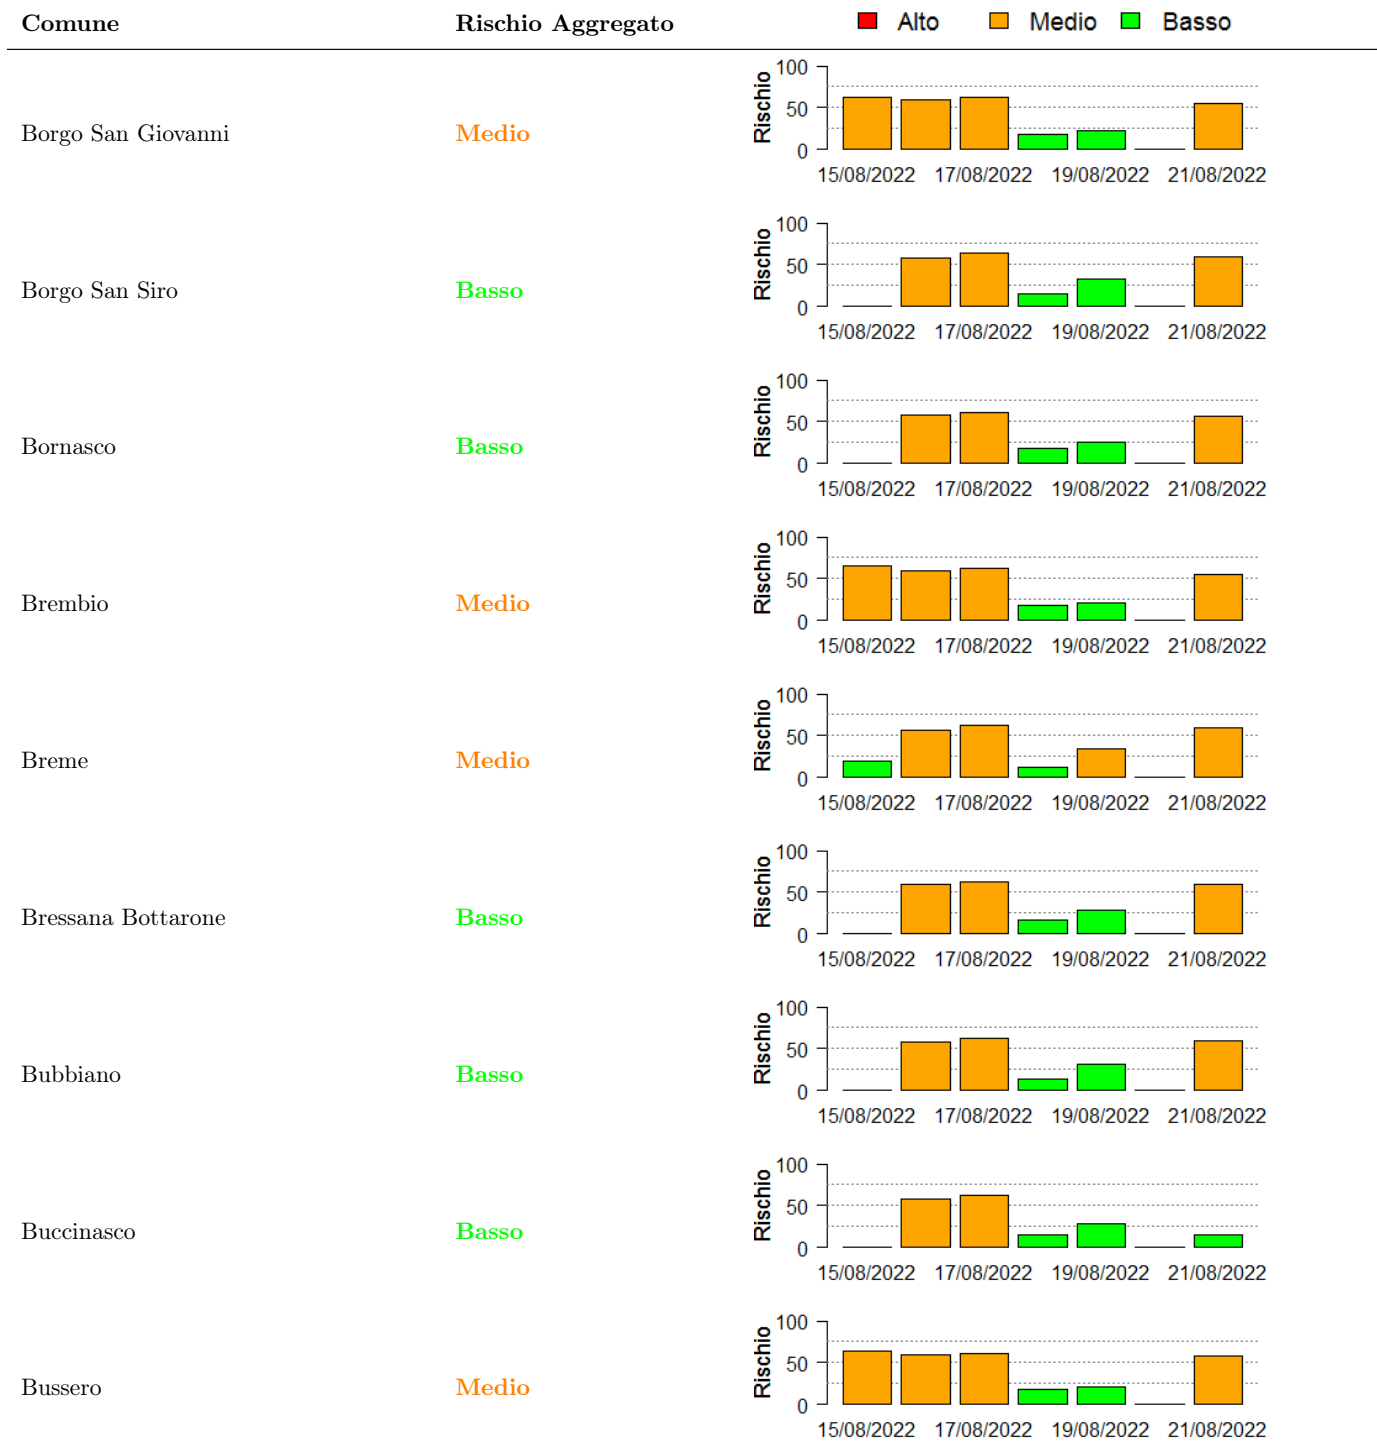 Comune Rischio Aggregato Alto Medio Basso
100
50
0
Rischio
Borgo San Giovanni Medio
15/08/2022 17/08/2022 19/08/2022 21/08/2022
100
50
0
Rischio
Borgo San Siro Basso
15/08/2022 17/08/2022 19/08/2022 21/08/2022
100
50
0
Rischio
Bornasco Basso
15/08/2022 17/08/2022 19/08/2022 21/08/2022
100
50
0
Rischio
Brembio Medio
15/08/2022 17/08/2022 19/08/2022 21/08/2022
100
50
0
Rischio
Breme Medio
15/08/2022 17/08/2022 19/08/2022 21/08/2022
100
50
0
Rischio
Bressana Bottarone Basso
15/08/2022 17/08/2022 19/08/2022 21/08/2022
100
50
0
Rischio
Bubbiano Basso
15/08/2022 17/08/2022 19/08/2022 21/08/2022
100
50
0
Rischio
Buccinasco Basso
15/08/2022 17/08/2022 19/08/2022 21/08/2022
100
50
0
Rischio
Bussero Medio
15/08/2022 17/08/2022 19/08/2022 21/08/2022